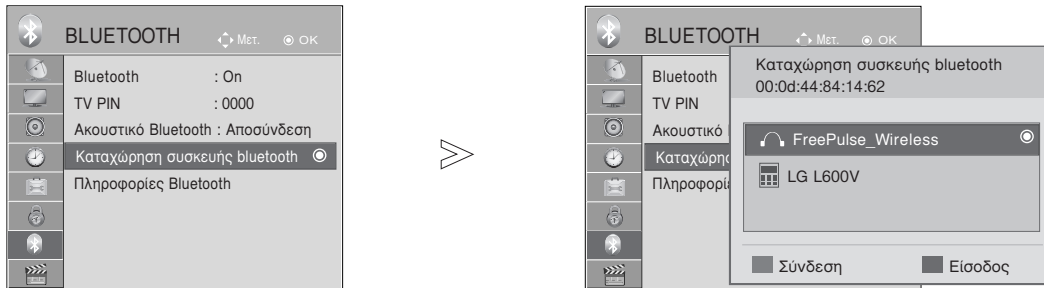 BLUETOOTH Μετ. OK
Bluetooth : On
TV PIN : 0000
Ακουστικό Bluetooth : Αποσύνδεση
Καταχώρηση συσκευής bluetooth
Πληροφορίες Bluetooth
BLUETOOTH Μετ. OK
Bluetooth
TV PIN
Ακουστικό
Καταχώρησ
Πληροφορίε
Καταχώρηση συσκευής bluetooth
00:0d:44:84:14:62
FreePulse_Wireless
LG L600V
Σύνδεση Είσοδος